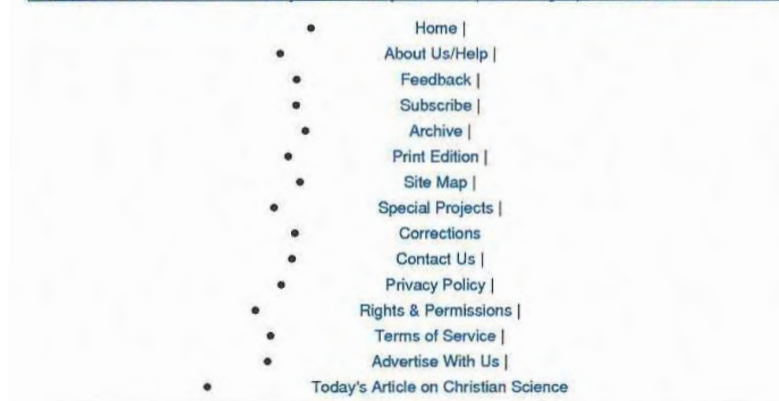 • Home |
• About Us/Help |
• Feedback |
• Subscribe |
• Archive |
• Print Edition |
• Site Map |
• Special Projects |
• Corrections
• Contact Us |
• Privacy Policy |
• Rights & Permissions |
• Terms of Service |
• Advertise With Us |
• Today's Article on Christian Science